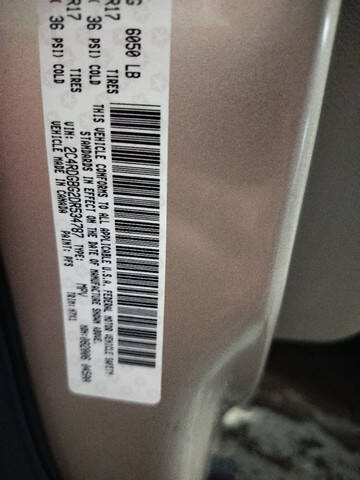 G 6050 LB
R17 TIRES
36 PSI) COLD
R17 TIRES
36 PSI) COLD
THIS VEHICLE CONFORMS TO ALL APPLICABLE U.S.A. FEDERAL MOTOR VEHICLE SAFETY
STANDARDS IN EFFECT ON THE DATE OF MANUFACTURE SHOWN ABOVE.
VIN: 2C4RDGBG2DR534787 TYPE: MPV
VEHICLE MADE IN CANADA PAINT: PFS TRIM: